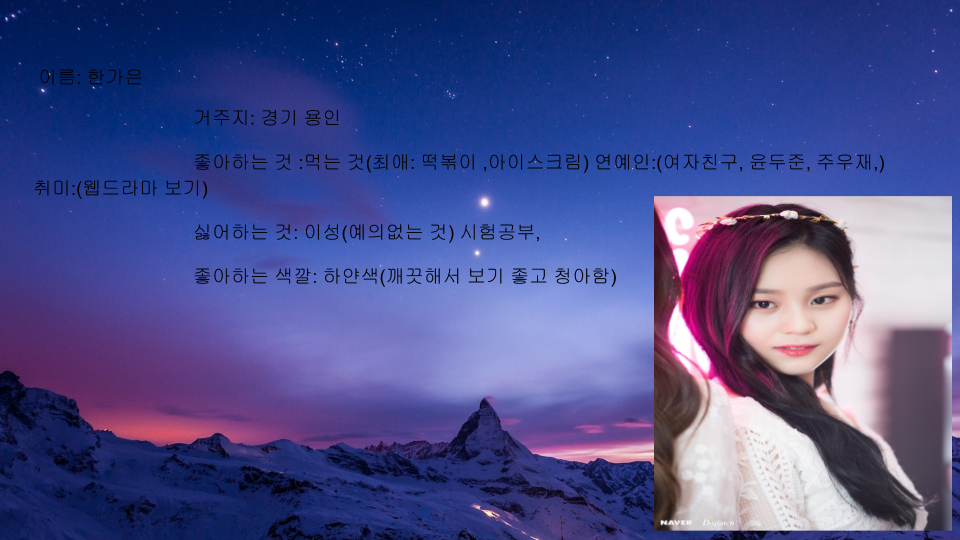 이름: 한가은
거주지: 경기 용인
좋아하는 것 :먹는 것(최애: 떡볶이 ,아이스크림) 연예인:(여자친구, 윤두준, 주우재,)
취미:(웹드라마 보기)
싫어하는 것: 이성(예의없는 것) 시험공부,
좋아하는 색깔: 하얀색(깨끗해서 보기 좋고 청아함)
NAVER Dispatch